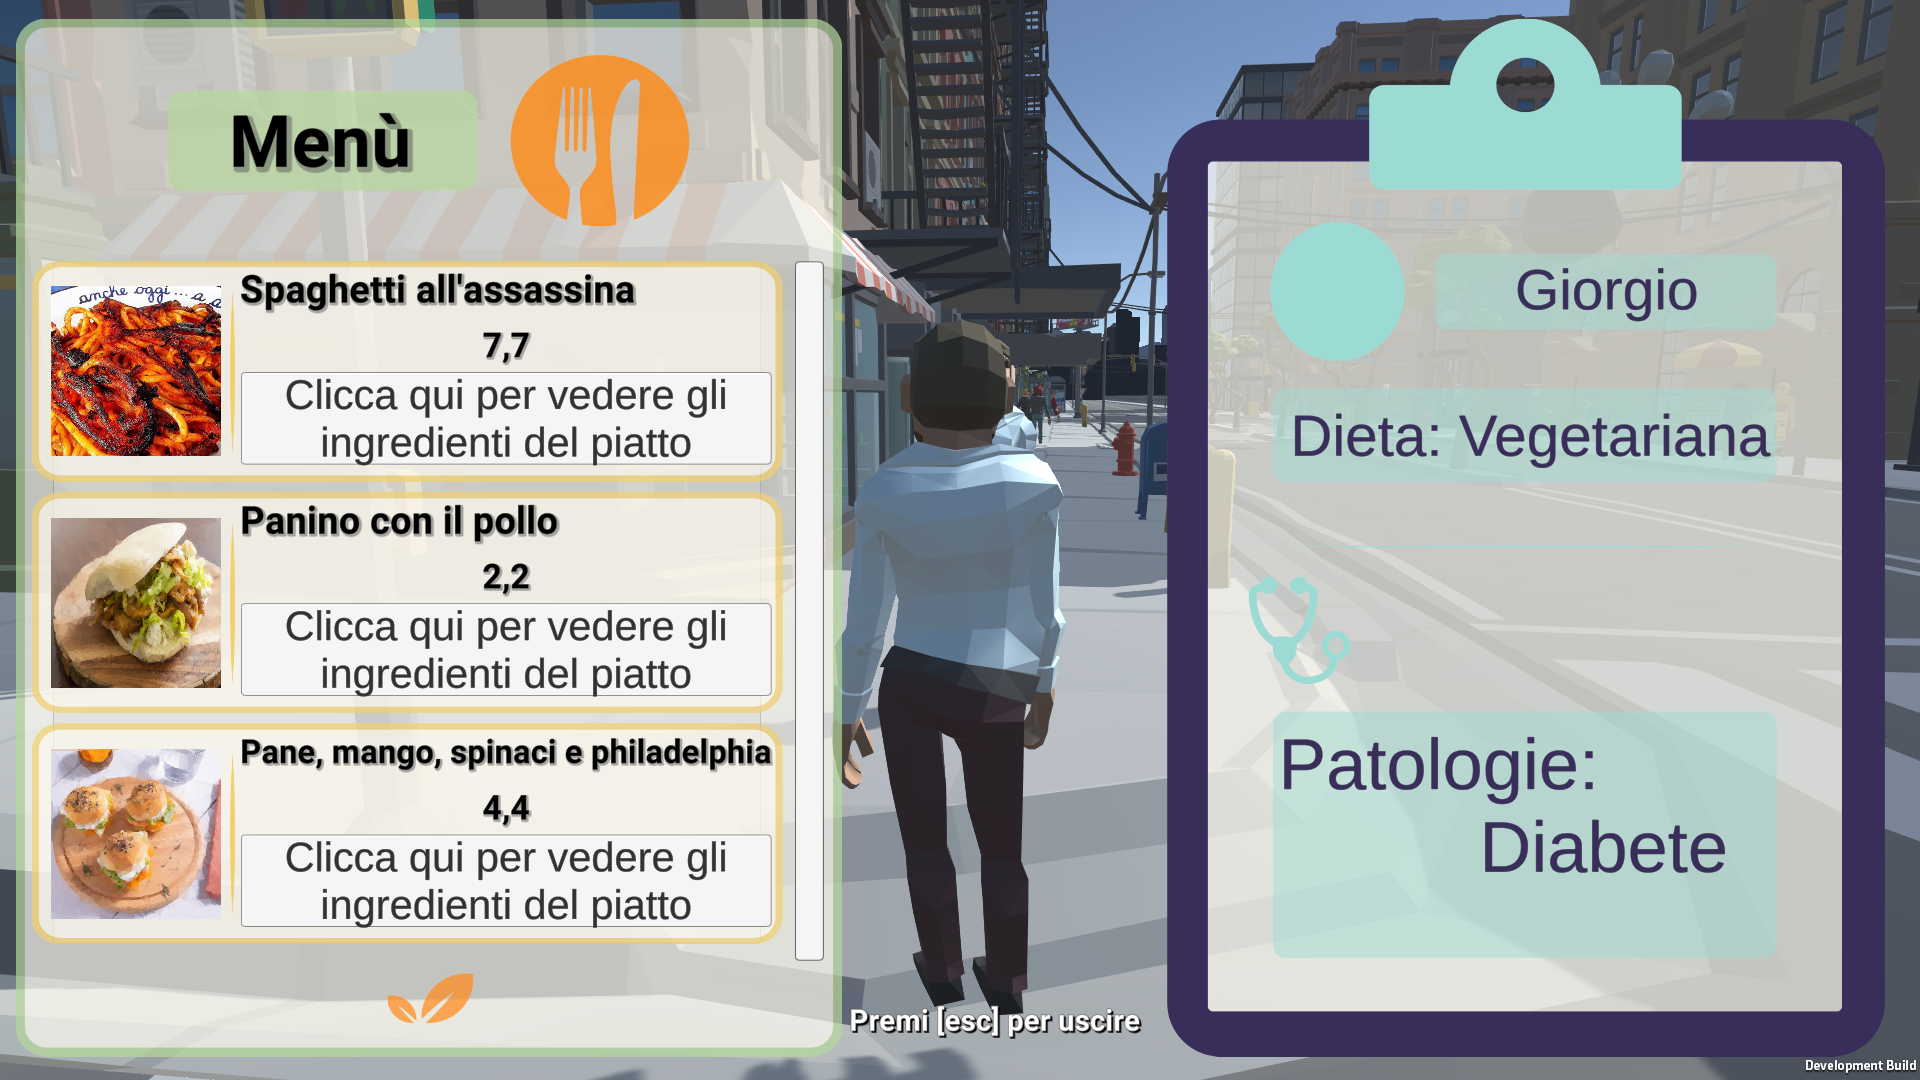 Menù
anche oggi...a a
Spaghetti all'assassina
7,7
Clicca qui per vedere gli
ingredienti del piatto
Panino con il pollo
2,2
Clicca qui per vedere gli
ingredienti del piatto
Pane, mango, spinaci e philadelphia
4,4
Clicca qui per vedere gli
ingredienti del piatto
Premi [esc] per uscire
Giorgio
Dieta: Vegetariana
Patologie:
Diabete
Development Build